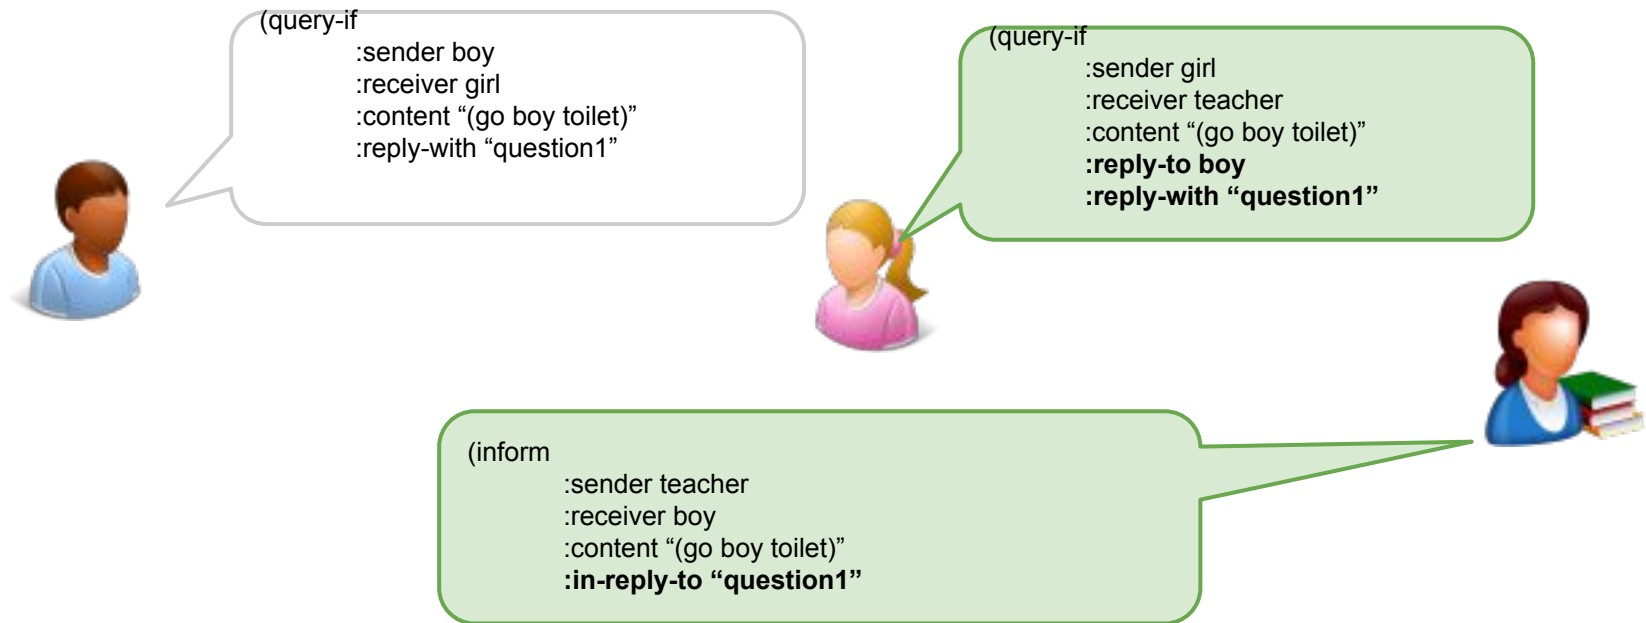 (query-if
:sender boy
:receiver girl
:content “(go boy toilet)”
:reply-with “question1”
(query-if
:sender girl
:receiver teacher
:content “(go boy toilet)”
:reply-to boy
:reply-with “question1”
(inform
:sender teacher
:receiver boy
:content “(go boy toilet)”
:in-reply-to “question1”